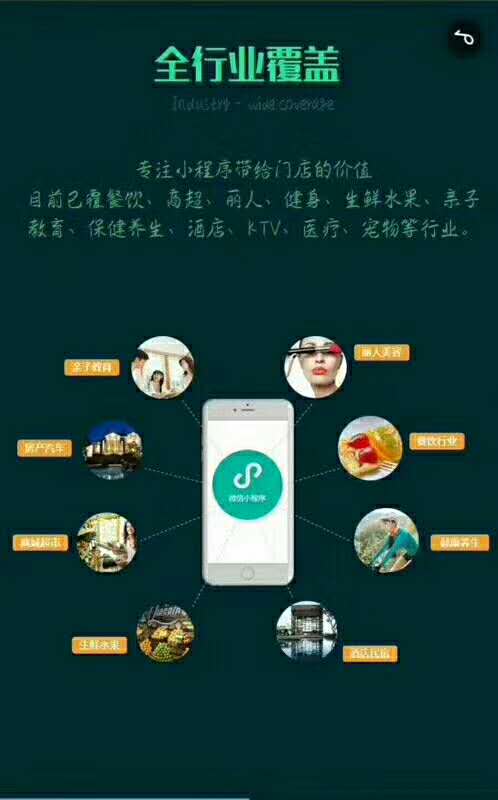 全行业覆盖
Industry - wide coverage
专注小程序带给门店的价值
目前已覆餐饮、商超、丽人、健身、生鲜水果、亲子
教育、保健养生、酒店、KTV、医疗、宠物等行业。
亲子教育
丽人美容
房产汽车
餐饮行业
微信小程序
商城超市
健康养生
生鲜水果
酒店民宿